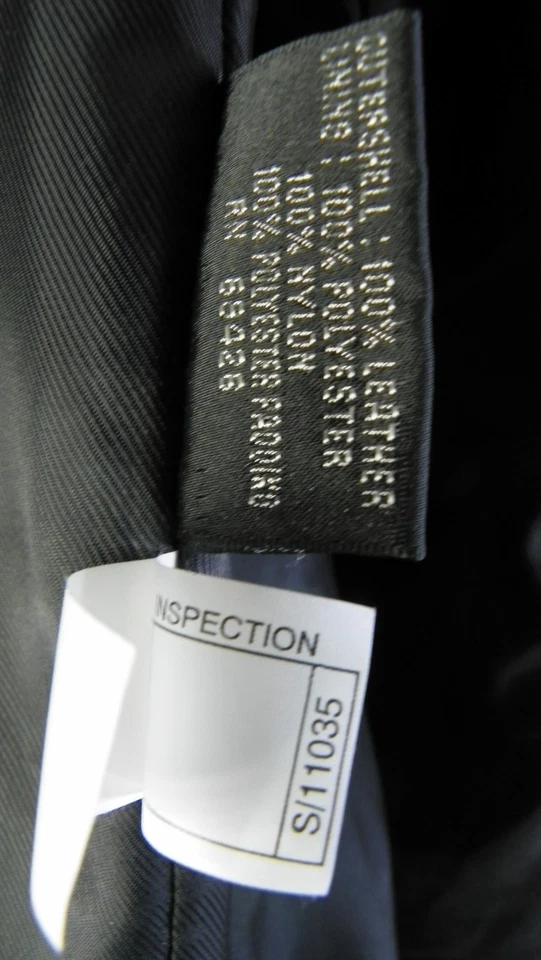 OUTERSHELL : 100% LEATHER
LINING : 100% POLYESTER
100% NYLON
100% POLYESTER PADDING
RN 69426
INSPECTION
S/11035